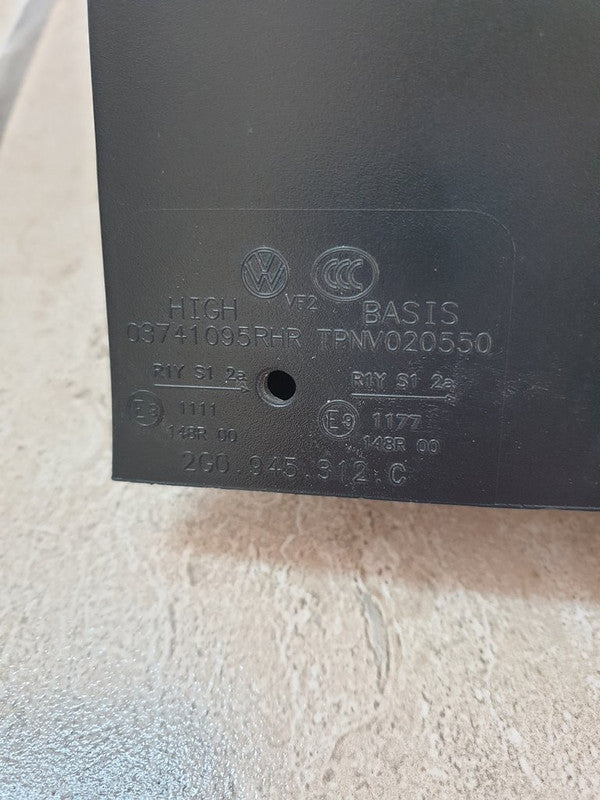 VF2
HIGH BASIS
03741095RHR TPNV020550
R1Y S1 2a R1Y S1 2a
E9 1111 E9 1177
148R 00 148R 00
2G0.945.312.C